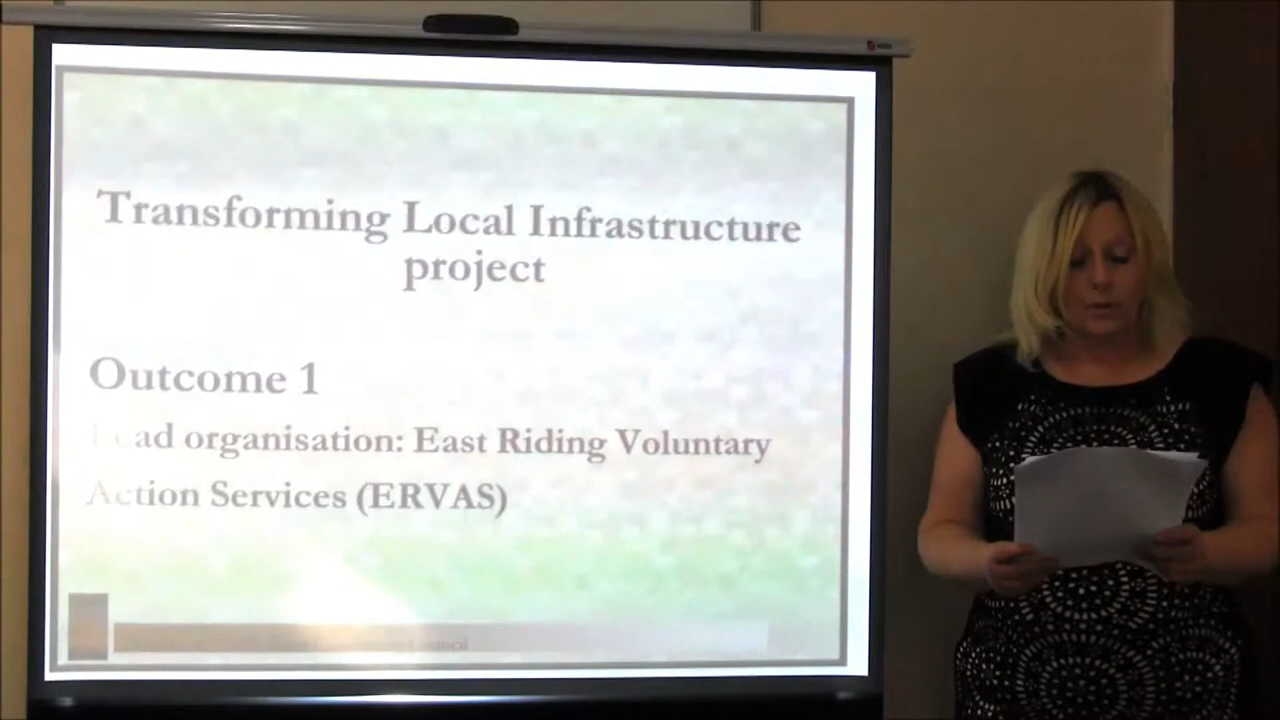 Transforming Local Infrastructure
project
Outcome 1
Lead organisation: East Riding Voluntary
Action Services (ERVAS)